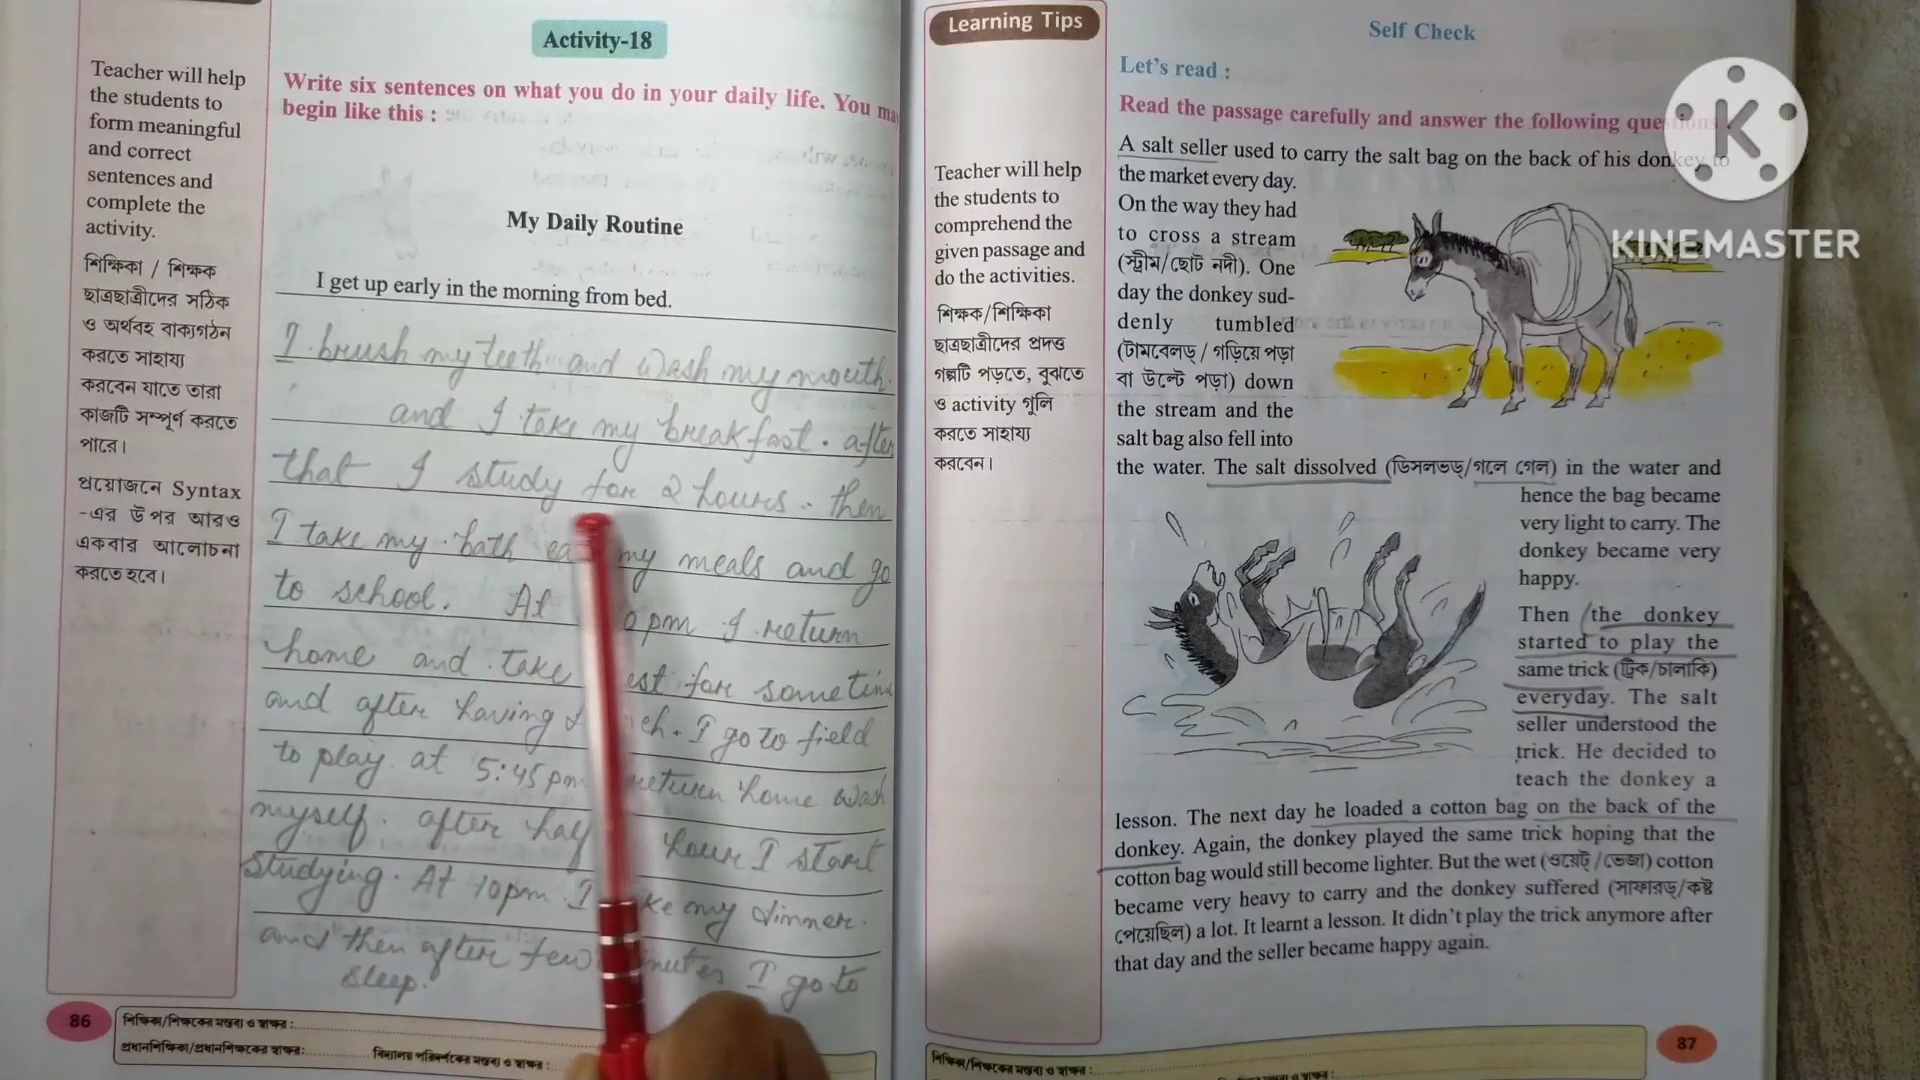 Activity-18
Teacher will help
the students to
form meaningful
and correct
sentences and
complete the
activity.
শিক্ষিকা / শিক্ষক
ছাত্রছাত্রীদের সঠিক
ও অর্থবহ বাক্যগঠন
করতে সাহায্য
করবেন যাতে তারা
কাজটি সম্পূর্ণ করতে
পারে।
প্রয়োজনে Syntax
-এর উপর আরও
একবার আলোচনা
করতে হবে।
Write six sentences on what you do in your daily life. You may
begin like this :
My Daily Routine
I get up early in the morning from bed.
I brush my teeth and wash my mouth.
and I take my breakfast. after
that I study for 2 hours. then
I take my bath my meals and go
to school. At pm I return
home and take for sometime
and after having I go to field
to play at 5:45 pm return home wash
myself. after half hour I start
studying. At 10pm I my dinner.
and then after few I go to
sleep.
86
শিক্ষিকা/শিক্ষকের মন্তব্য ও স্বাক্ষর :
প্রধানশিক্ষিকা/প্রধানশিক্ষকের স্বাক্ষর: বিদ্যালয় পরিদর্শকের মন্তব্য ও স্বাক্ষর :
Learning Tips
Teacher will help
the students to
comprehend the
given passage and
do the activities.
শিক্ষক/শিক্ষিকা
ছাত্রছাত্রীদের প্রদত্ত
গল্পটি পড়তে, বুঝতে
ও activity গুলি
করতে সাহায্য
করবেন।
Self Check
Let's read :
Read the passage carefully and answer the following questions
A salt seller used to carry the salt bag on the back of his donkey to
the market every day.
On the way they had
to cross a stream
(স্ট্রীম/ছোট নদী). One
day the donkey sud-
denly tumbled
(টামবেলড্ / গড়িয়ে পড়া
বা উল্টে পড়া) down
the stream and the
salt bag also fell into
the water. The salt dissolved (ডিসলভড্/গলে গেল) in the water and
hence the bag became
very light to carry. The
donkey became very
happy.
Then the donkey
started to play the
same trick (ট্রিক/চালাকি)
everyday. The salt
seller understood the
trick. He decided to
teach the donkey a
lesson. The next day he loaded a cotton bag on the back of the
donkey. Again, the donkey played the same trick hoping that the
cotton bag would still become lighter. But the wet (ওয়েট্ / ভেজা) cotton
became very heavy to carry and the donkey suffered (সাফারড্/কষ্ট
পেয়েছিল) a lot. It learnt a lesson. It didn't play the trick anymore after
that day and the seller became happy again.
শিক্ষিকা/শিক্ষকের মন্তব্য ও স্বাক্ষর :
87
K
KINEMASTER